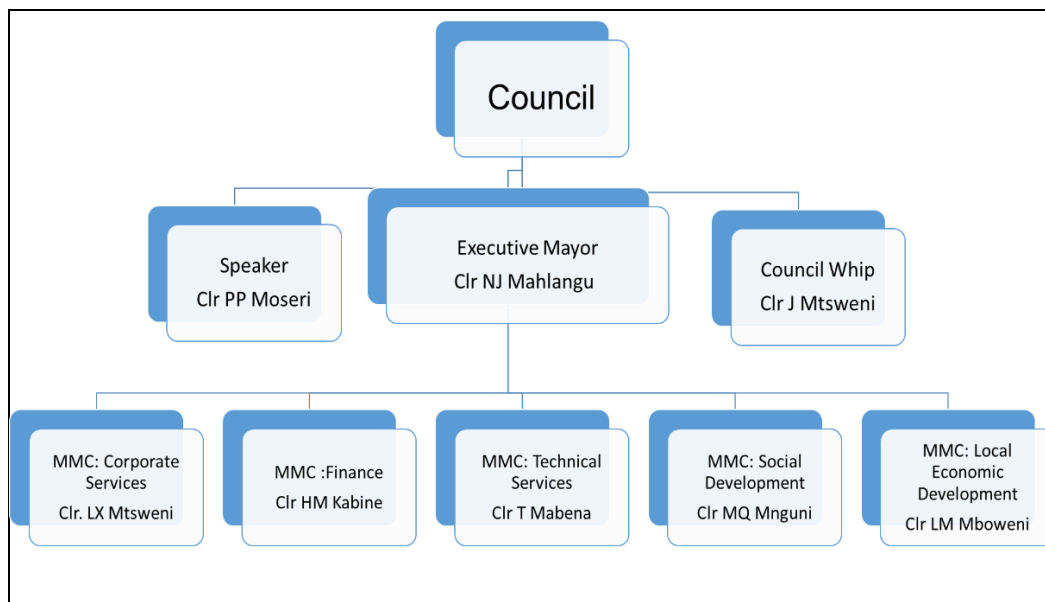 Council
Speaker
Clr PP Moseri
Executive Mayor
Clr NJ Mahlangu
Council Whip
Clr J Mtsweni
MMC: Corporate
Services
Clr. LX Mtsweni
MMC :Finance
Clr HM Kabine
MMC: Technical
Services
Clr T Mabena
MMC: Social
Development
Clr MQ Mnguni
MMC: Local
Economic
Development
Clr LM Mboweni